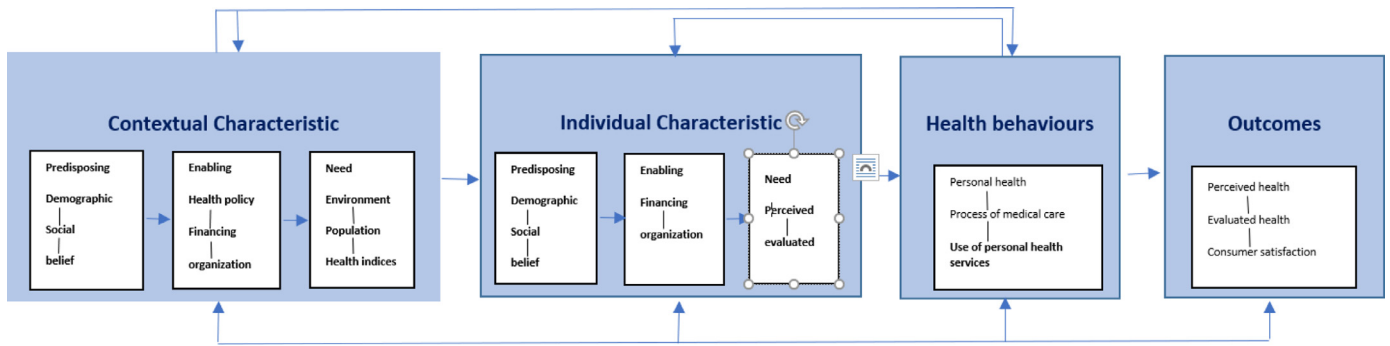 Contextual Characteristic
Predisposing
Demographic
Social
belief
Enabling
Health policy
Financing
organization
Need
Environment
Population
Health indices
Individual Characteristic
Predisposing
Demographic
Social
belief
Enabling
Financing
organization
Need
Perceived
evaluated
Health behaviours
Personal health
Process of medical care
Use of personal health
services
Outcomes
Perceived health
Evaluated health
Consumer satisfaction